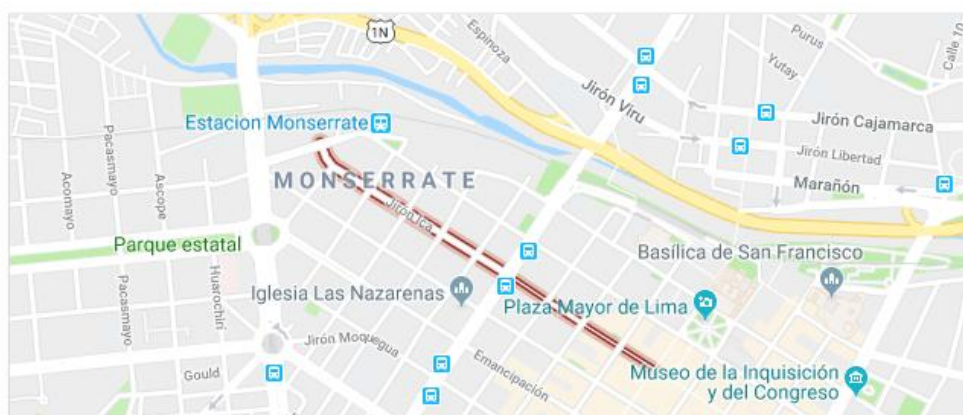 1N
Espinoza
Purus
Calle 10
Yutay
Jirón Viru
Jirón Cajamarca
Estacion Monserrate
Jirón Libertad
Pacasmayo
Acomayo
Ascope
MONSERRATE
Marañón
Jirón Ica
Parque estatal
Basílica de San Francisco
Huarochirí
Pacasmayo
Iglesia Las Nazarenas
Plaza Mayor de Lima
Jirón Moquegua
Emancipación
Gould
Museo de la Inquisición
y del Congreso